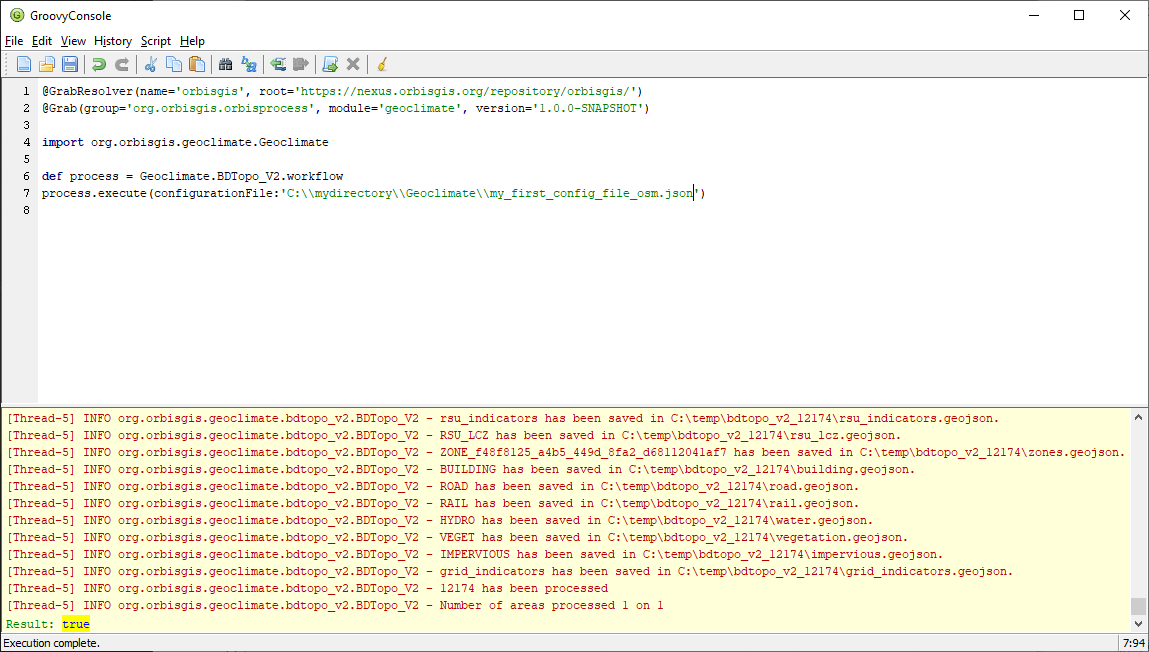 GroovyConsole
File Edit View History Script Help
1 @GrabResolver(name='orbisgis', root='https://nexus.orbisgis.org/repository/orbisgis/')
2 @Grab(group='org.orbisgis.orbisprocess', module='geoclimate', version='1.0.0-SNAPSHOT')
3
4 import org.orbisgis.geoclimate.Geoclimate
5
6 def process = Geoclimate.BDTopo_V2.workflow
7 process.execute(configurationFile:'C:\\mydirectory\\Geoclimate\\my_first_config_file_osm.json')
8
[Thread-5] INFO org.orbisgis.geoclimate.bdtopo_v2.BDTopo_V2 - rsu_indicators has been saved in C:\temp\bdtopo_v2_12174\rsu_indicators.geojson.
[Thread-5] INFO org.orbisgis.geoclimate.bdtopo_v2.BDTopo_V2 - RSU_LCZ has been saved in C:\temp\bdtopo_v2_12174\rsu_lcz.geojson.
[Thread-5] INFO org.orbisgis.geoclimate.bdtopo_v2.BDTopo_V2 - ZONE_f48f8125_a4b5_449d_8fa2_d68112041af7 has been saved in C:\temp\bdtopo_v2_12174\zones.geojson.
[Thread-5] INFO org.orbisgis.geoclimate.bdtopo_v2.BDTopo_V2 - BUILDING has been saved in C:\temp\bdtopo_v2_12174\building.geojson.
[Thread-5] INFO org.orbisgis.geoclimate.bdtopo_v2.BDTopo_V2 - ROAD has been saved in C:\temp\bdtopo_v2_12174\road.geojson.
[Thread-5] INFO org.orbisgis.geoclimate.bdtopo_v2.BDTopo_V2 - RAIL has been saved in C:\temp\bdtopo_v2_12174\rail.geojson.
[Thread-5] INFO org.orbisgis.geoclimate.bdtopo_v2.BDTopo_V2 - HYDRO has been saved in C:\temp\bdtopo_v2_12174\water.geojson.
[Thread-5] INFO org.orbisgis.geoclimate.bdtopo_v2.BDTopo_V2 - VEGET has been saved in C:\temp\bdtopo_v2_12174\vegetation.geojson.
[Thread-5] INFO org.orbisgis.geoclimate.bdtopo_v2.BDTopo_V2 - IMPERVIOUS has been saved in C:\temp\bdtopo_v2_12174\impervious.geojson.
[Thread-5] INFO org.orbisgis.geoclimate.bdtopo_v2.BDTopo_V2 - grid_indicators has been saved in C:\temp\bdtopo_v2_12174\grid_indicators.geojson.
[Thread-5] INFO org.orbisgis.geoclimate.bdtopo_v2.BDTopo_V2 - 12174 has been processed
[Thread-5] INFO org.orbisgis.geoclimate.bdtopo_v2.BDTopo_V2 - Number of areas processed 1 on 1
Result: true
Execution complete. 7:94